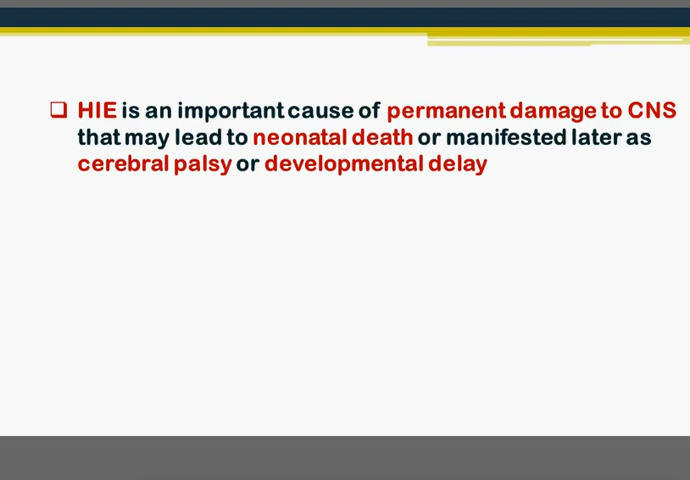 HIE is an important cause of permanent damage to CNS
that may lead to neonatal death or manifested later as
cerebral palsy or developmental delay